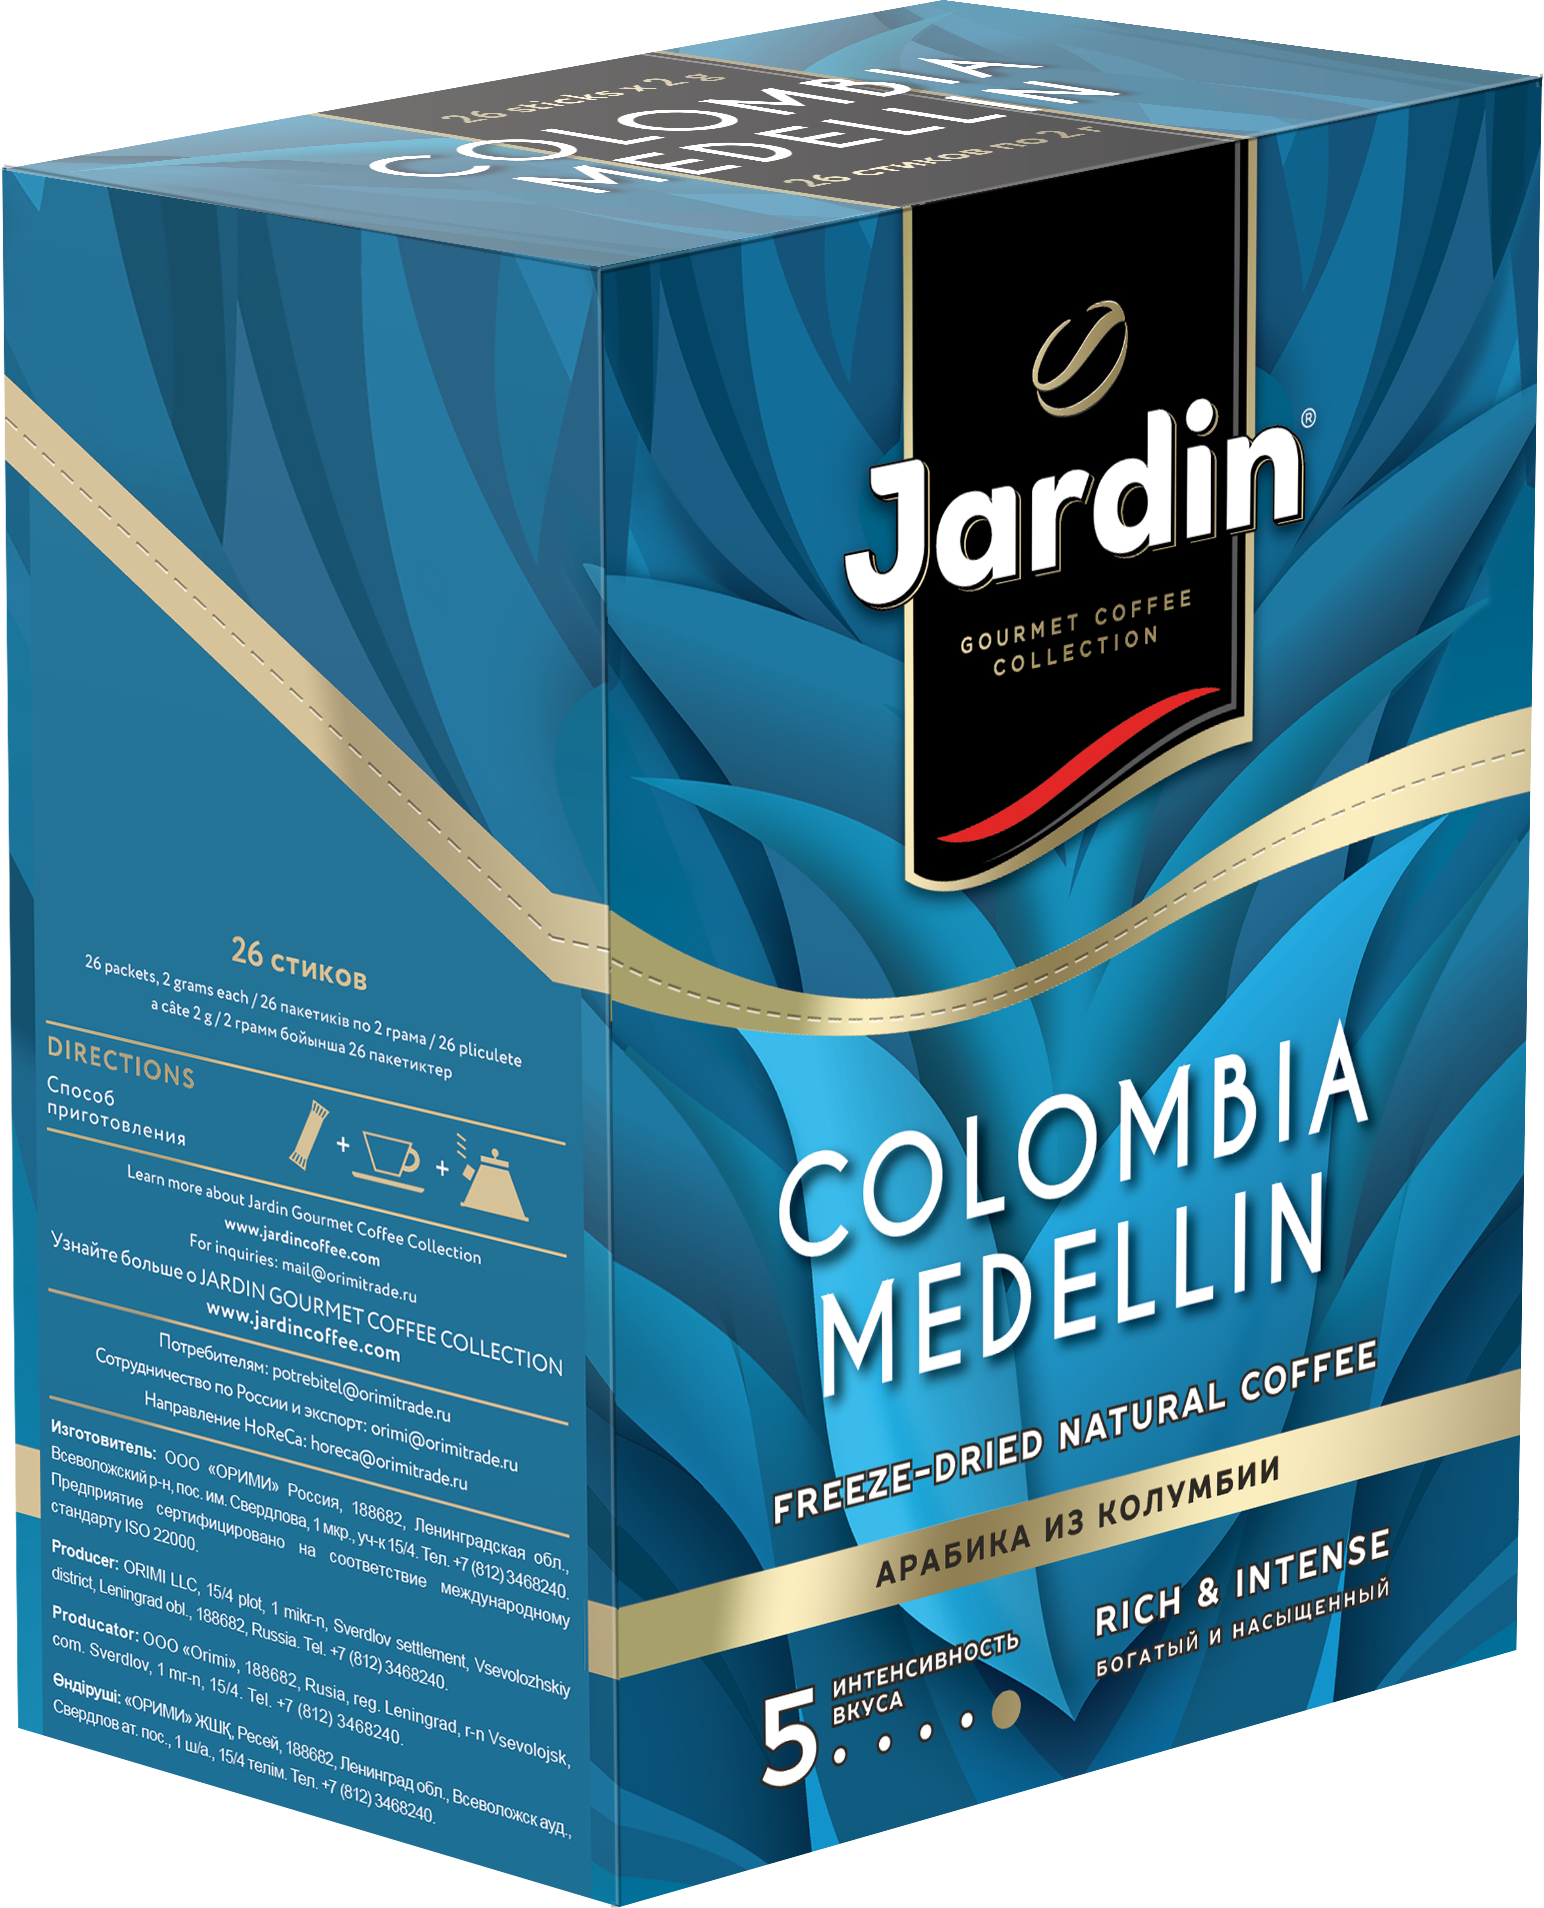 26 sticks x 2 g
COLOMBIA
MEDELLIN
26 стиков по 2 г
Jardin®
GOURMET COFFEE
COLLECTION
COLOMBIA
MEDELLIN
FREEZE-DRIED NATURAL COFFEE
АРАБИКА ИЗ КОЛУМБИИ
RICH & INTENSE
БОГАТЫЙ И НАСЫЩЕННЫЙ
5 ИНТЕНСИВНОСТЬ
ВКУСА
26 стиков
26 packets, 2 grams each / 26 пакетиків по 2 грама / 26 pliculete
a câte 2 g / 2 грамм бойынша 26 пакетиктер
DIRECTIONS
Способ
приготовления
+ +
Learn more about Jardin Gourmet Coffee Collection
www.jardincoffee.com
For inquiries: mail@orimitrade.ru
Узнайте больше о JARDIN GOURMET COFFEE COLLECTION
www.jardincoffee.com
Потребителям: potrebitel@orimitrade.ru
Сотрудничество по России и экспорт: orimi@orimitrade.ru
Направление HoReCa: horeca@orimitrade.ru
Изготовитель: ООО «ОРИМИ» Россия, 188682, Ленинградская обл.,
Всеволожский р-н, пос. им. Свердлова, 1 мкр., уч-к 15/4. Тел. +7 (812) 3468240.
Предприятие сертифицировано на соответствие международному
стандарту ISO 22000.
Producer: ORIMI LLC, 15/4 plot, 1 mikr-n, Sverdlov settlement, Vsevolozhskiy
district, Leningrad obl., 188682, Russia. Tel. +7 (812) 3468240.
Producator: OOO «Orimi», 188682, Rusia, reg. Leningrad, r-n Vsevolojsk,
com. Sverdlov, 1 mr-n, 15/4. Tel. +7 (812) 3468240.
Өндіруші: «ОРИМИ» ЖШҚ, Ресей, 188682, Ленинград обл., Всеволожск ауд.,
Свердлов ат. пос., 1 ш/а., 15/4 телім. Тел. +7 (812) 3468240.